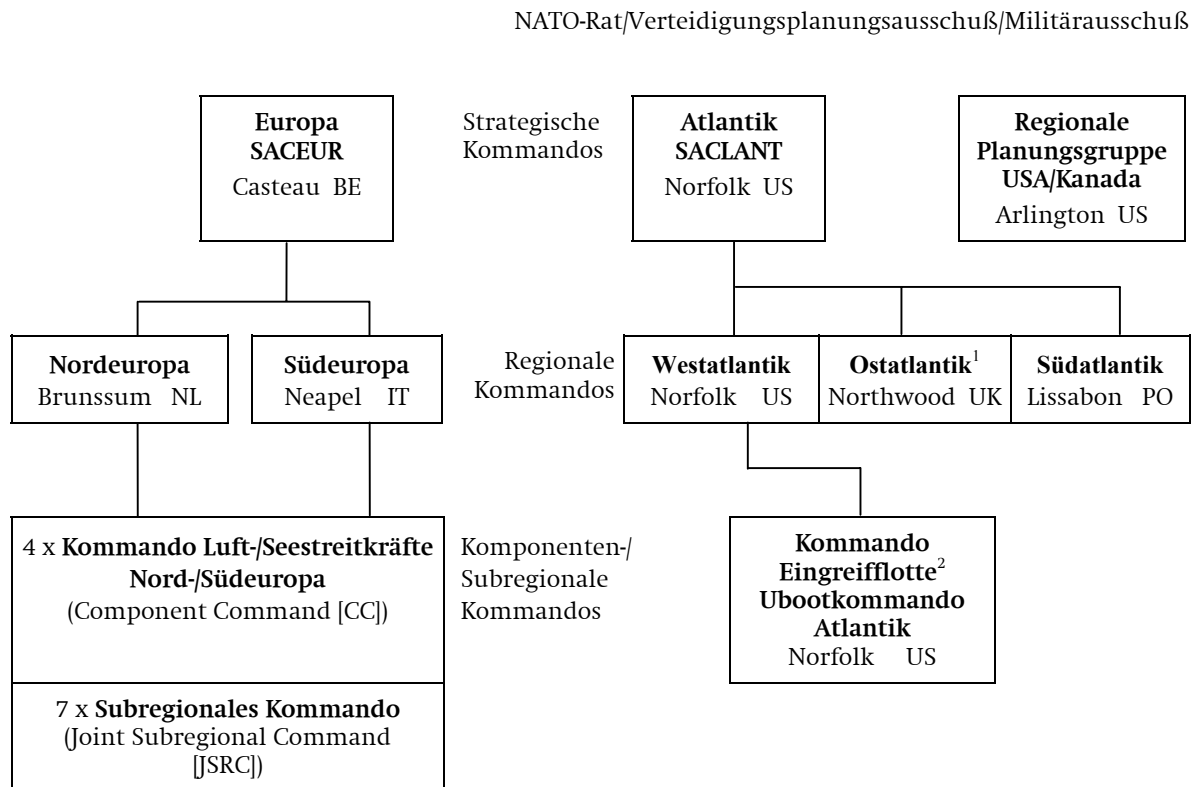 NATO-Rat/Verteidigungsplanungsausschuß/Militärausschuß
Europa
SACEUR
Casteau BE
Strategische
Kommandos
Atlantik
SACLANT
Norfolk US
Regionale
Planungsgruppe
USA/Kanada
Arlington US
Nordeuropa
Brunssum NL
Südeuropa
Neapel IT
Regionale
Kommandos
Westatlantik
Norfolk US
Ostatlantik¹
Northwood UK
Südatlantik
Lissabon PO
4 x Kommando Luft-/Seestreitkräfte
Nord-/Südeuropa
(Component Command [CC])
Komponenten-/
Subregionale
Kommandos
Kommando
Eingreifflotte²
Ubootkommando
Atlantik
Norfolk US
7 x Subregionales Kommando
(Joint Subregional Command
[JSRC])